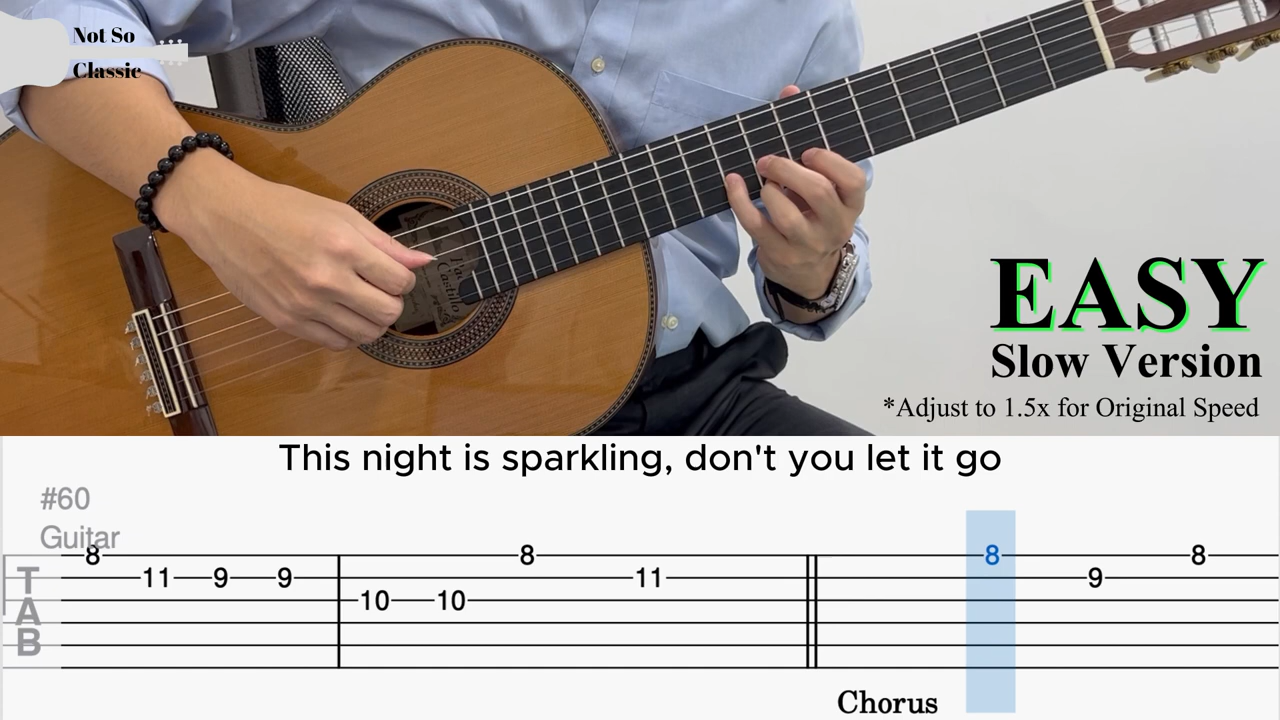 Not So
Classic
EASY
Slow Version
*Adjust to 1.5x for Original Speed
This night is sparkling, don't you let it go
#60
Guitar
TAB
8 11 9 9 10 10 8 11 8 9 8
Chorus